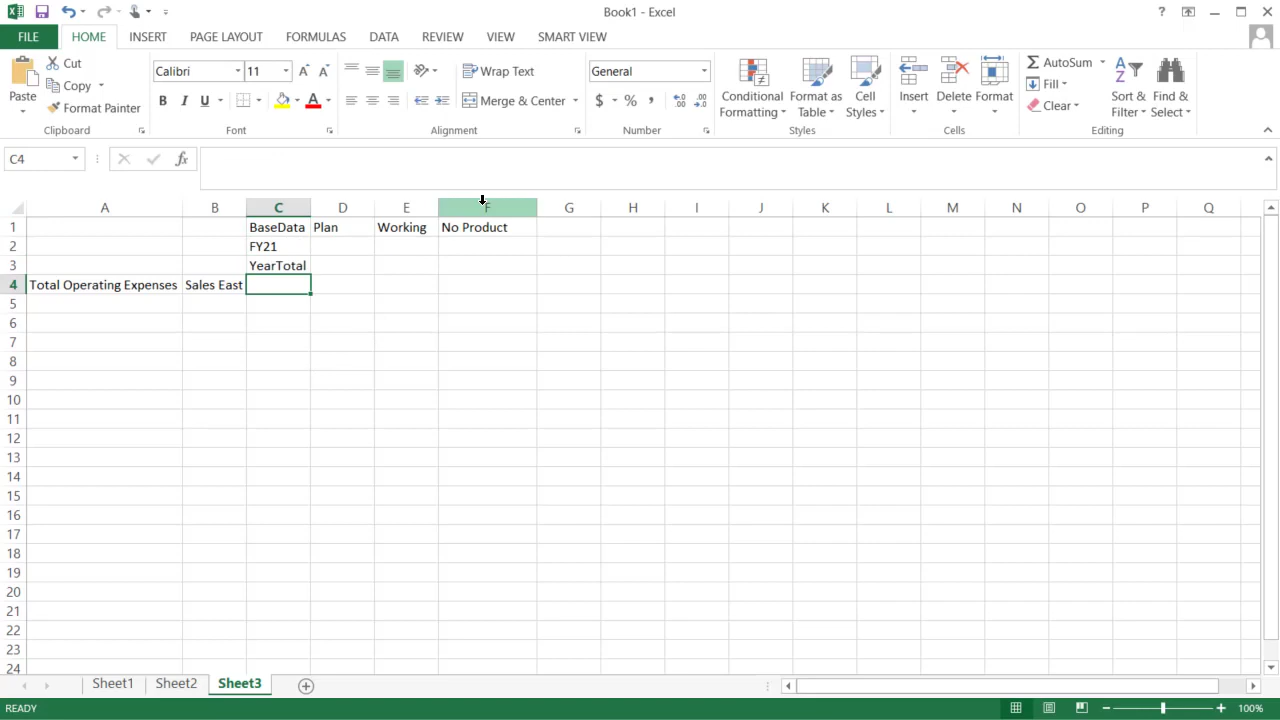 Book1 - Excel
?
FILE HOME INSERT PAGE LAYOUT FORMULAS DATA REVIEW VIEW SMART VIEW
Paste
Cut
Copy
Format Painter
Clipboard
Calibri 11
B I U A
Font
Wrap Text
Merge & Center
Alignment
General
$ % ,
Number
Conditional Formatting
Format as Table
Cell Styles
Styles
Insert Delete Format
Cells
AutoSum
Fill
Clear
Sort & Filter
Find & Select
Editing
C4 fx
A B C D E F G H I J K L M N O P Q
1 BaseData Plan Working No Product
2 FY21
3 YearTotal
4 Total Operating Expenses Sales East
5
6
7
8
9
10
11
12
13
14
15
16
17
18
19
20
21
22
23
24
Sheet1 Sheet2 Sheet3
READY 100%